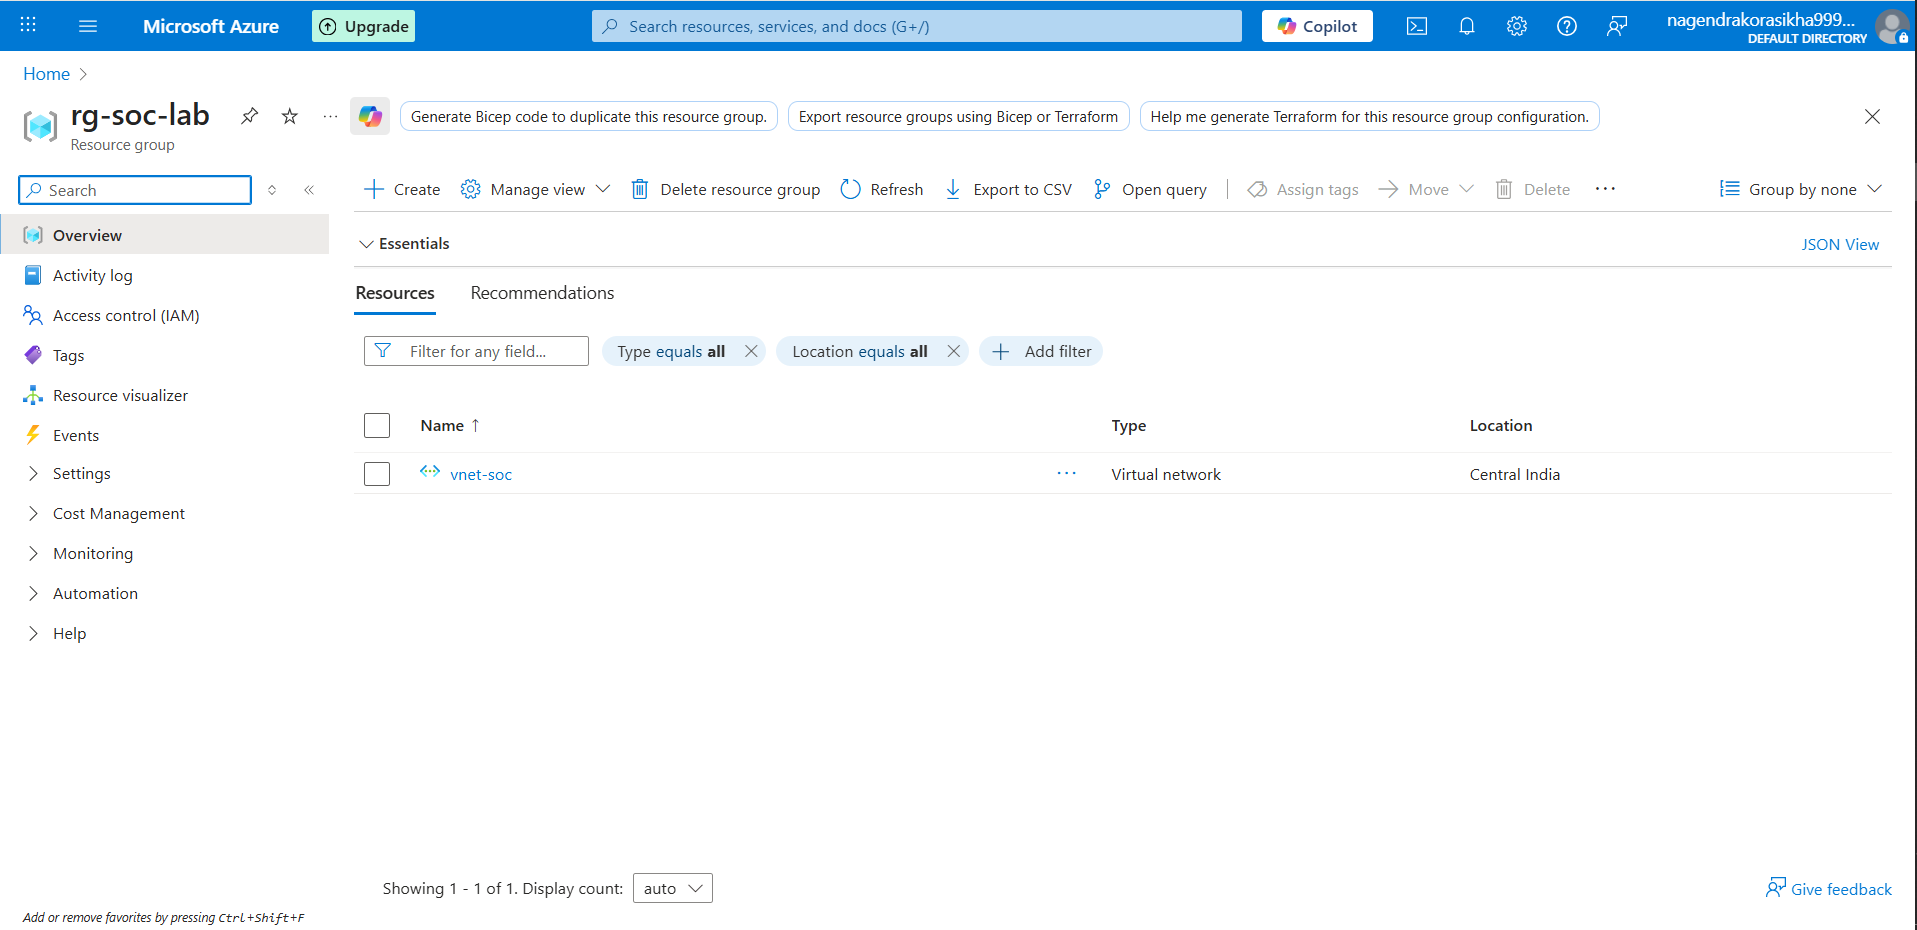 Microsoft Azure
Upgrade
Search resources, services, and docs (G+/)
Copilot
nagendrakorasikha999...
DEFAULT DIRECTORY
Home
rg-soc-lab
Resource group
Generate Bicep code to duplicate this resource group.
Export resource groups using Bicep or Terraform
Help me generate Terraform for this resource group configuration.
Search
Create
Manage view
Delete resource group
Refresh
Export to CSV
Open query
Assign tags
Move
Delete
Group by none
Overview
Activity log
Access control (IAM)
Tags
Resource visualizer
Events
Settings
Cost Management
Monitoring
Automation
Help
Essentials
JSON View
Resources
Recommendations
Filter for any field...
Type equals all
Location equals all
Add filter
Name ↑
Type
Location
vnet-soc
Virtual network
Central India
Showing 1 - 1 of 1. Display count:
auto
Give feedback
Add or remove favorites by pressing Ctrl+Shift+F